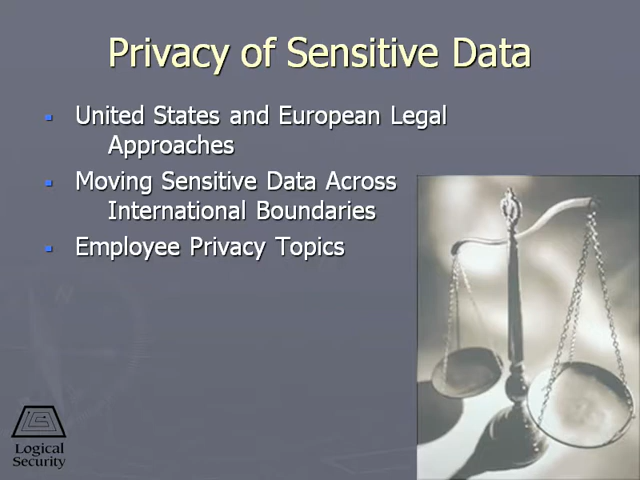 Privacy of Sensitive Data
United States and European Legal
Approaches
Moving Sensitive Data Across
International Boundaries
Employee Privacy Topics
Logical
Security